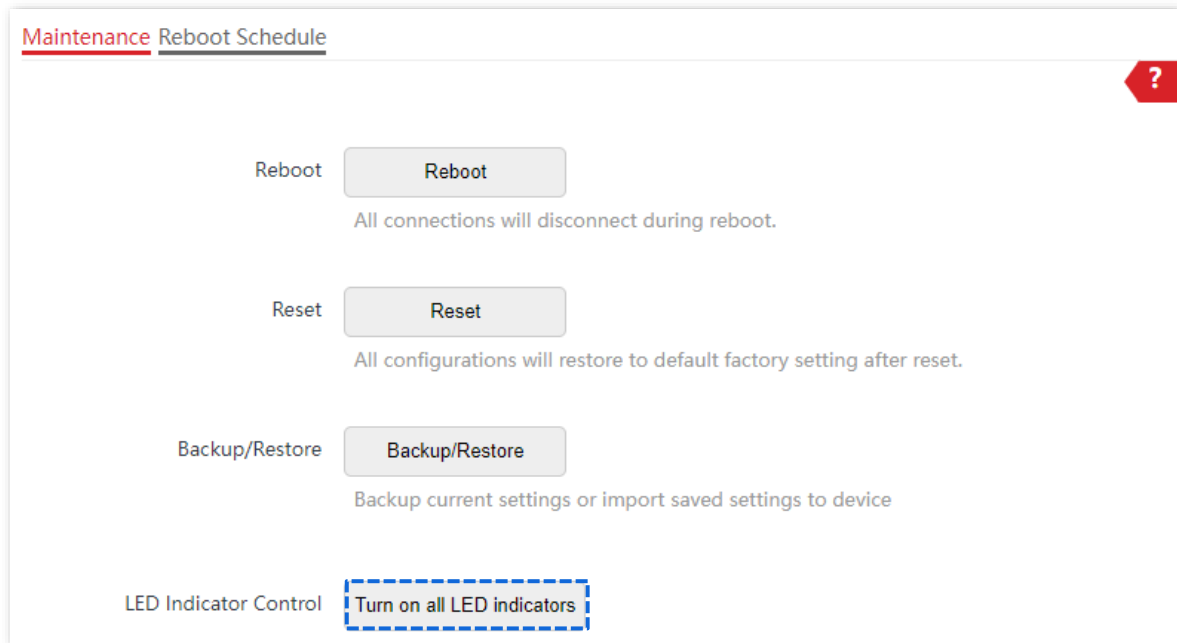 Maintenance Reboot Schedule
?
Reboot Reboot
All connections will disconnect during reboot.
Reset Reset
All configurations will restore to default factory setting after reset.
Backup/Restore Backup/Restore
Backup current settings or import saved settings to device
LED Indicator Control Turn on all LED indicators